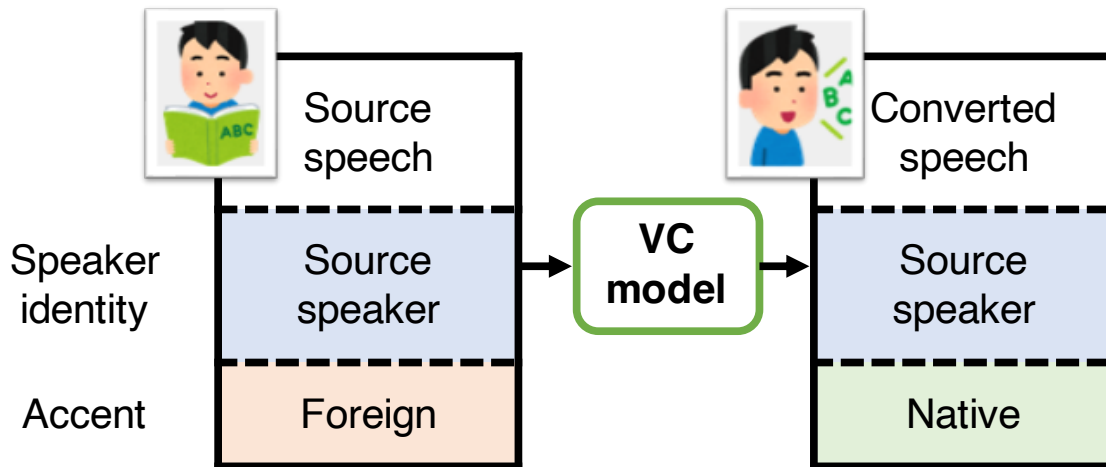 ABC
Source
speech
Speaker
identity
Source
speaker
Accent
Foreign
VC
model
A
B
C
Converted
speech
Source
speaker
Native